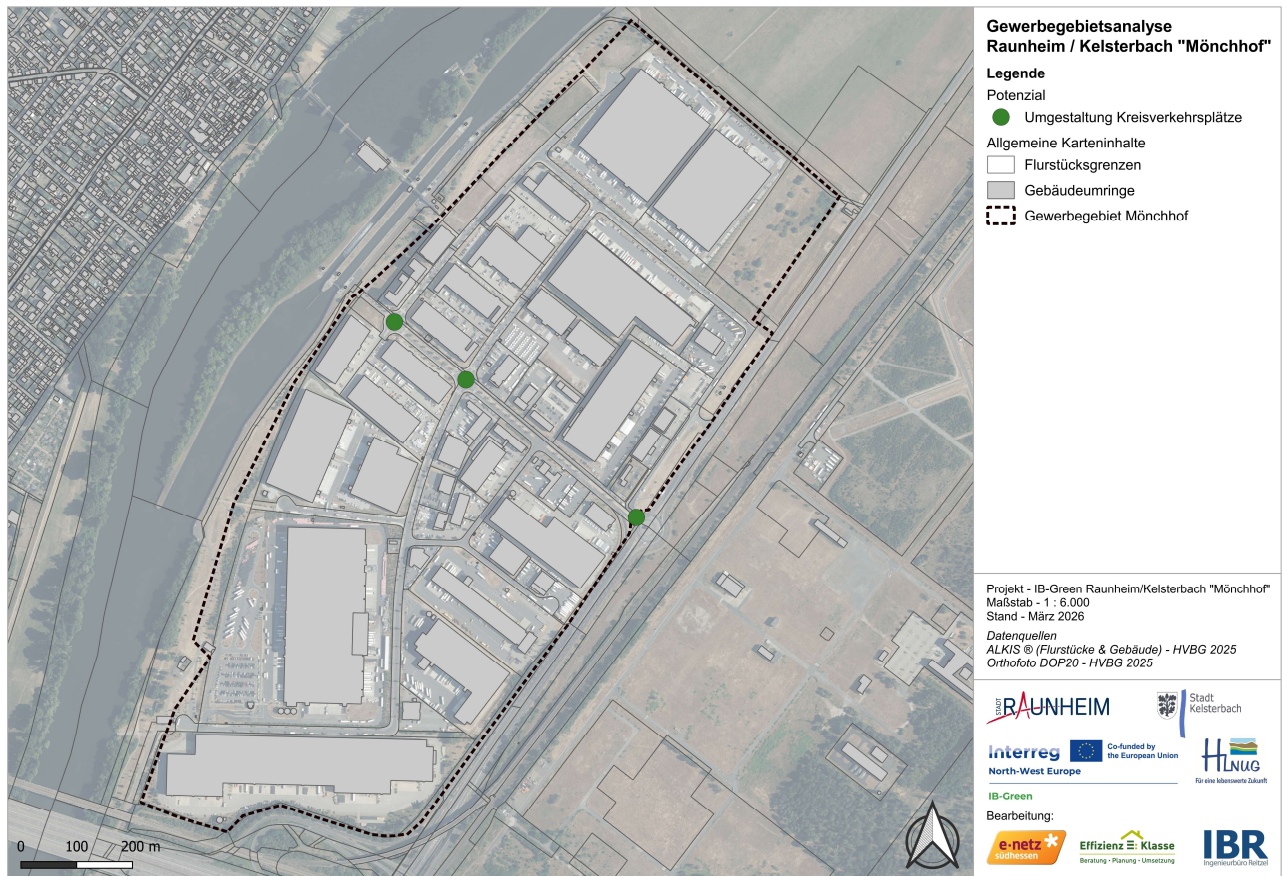 Gewerbegebietsanalyse
Raunheim / Kelsterbach "Mönchhof"
Legende
Potenzial
Umgestaltung Kreisverkehrsplätze
Allgemeine Karteninhalte
Flurstücksgrenzen
Gebäudeumringe
Gewerbegebiet Mönchhof
Projekt - IB-Green Raunheim/Kelsterbach "Mönchhof"
Maßstab - 1 : 6.000
Stand - März 2026
Datenquellen
ALKIS ® (Flurstücke & Gebäude) - HVBG 2025
Orthofoto DOP20 - HVBG 2025
STADT RAUNHEIM
Stadt
Kelsterbach
Interreg
Co-funded by
the European Union
North-West Europe
HLNUG
Für eine lebenswerte Zukunft
IB-Green
Bearbeitung:
e·netz
südhessen
Effizienz Klasse
Beratung • Planung • Umsetzung
IBR
Ingenieurbüro Reitzel
0 100 200 m